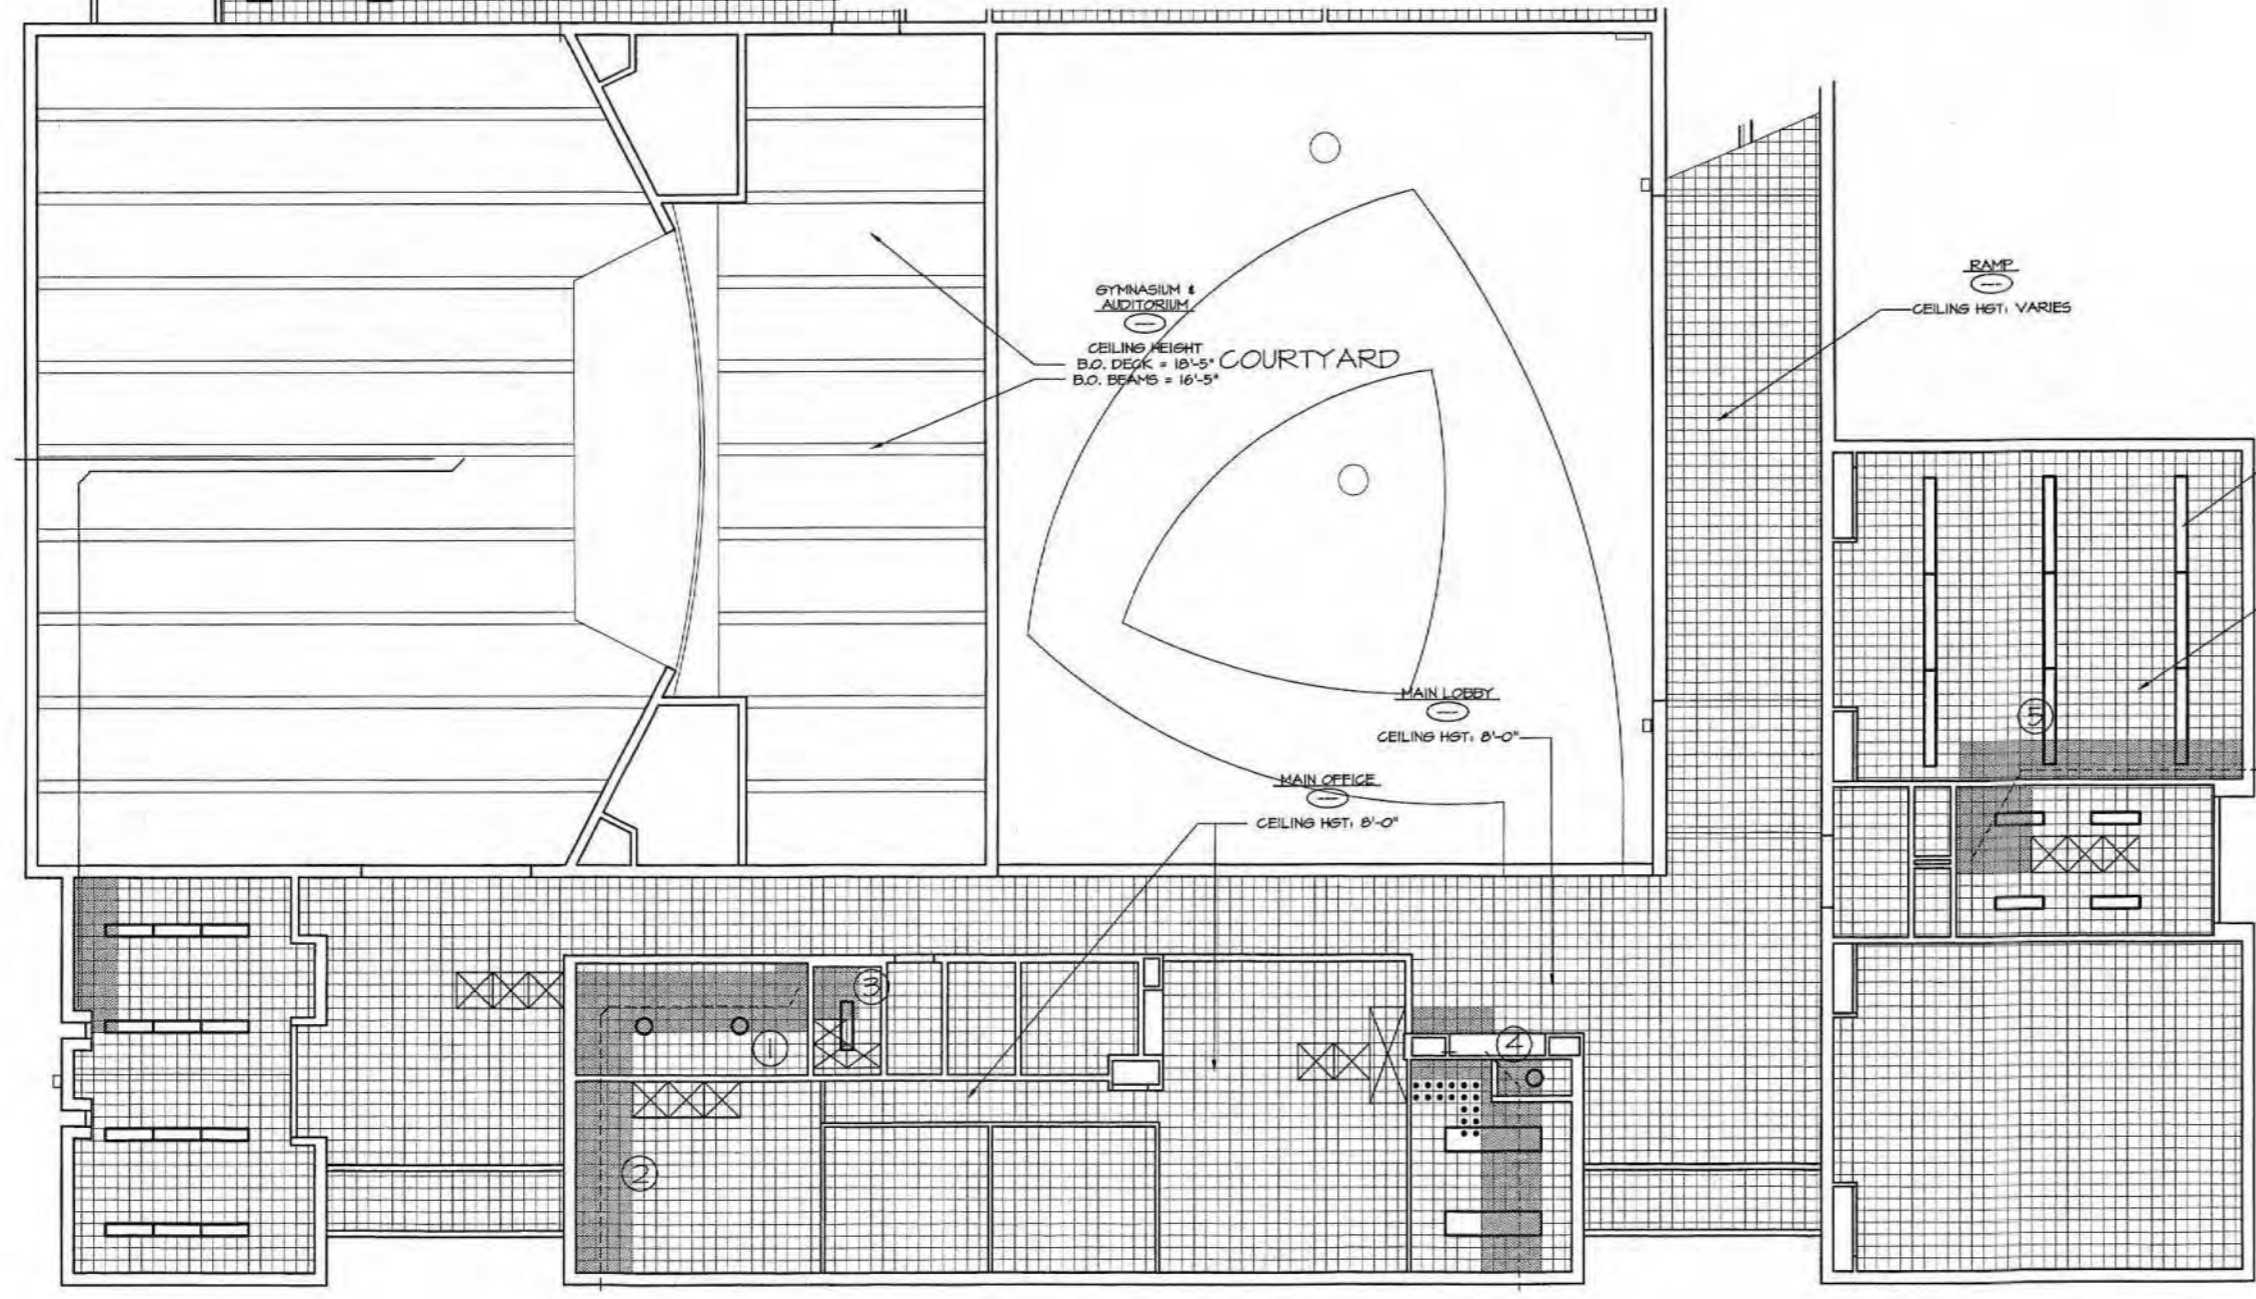 GYMNASIUM &
AUDITORIUM
CEILING HEIGHT
B.O. DECK = 18'-5"
B.O. BEAMS = 16'-5"
COURTYARD
RAMP
CEILING HGT: VARIES
MAIN LOBBY
CEILING HGT: 8'-0"
MAIN OFFICE
CEILING HGT: 8'-0"
5
3
1
4
2